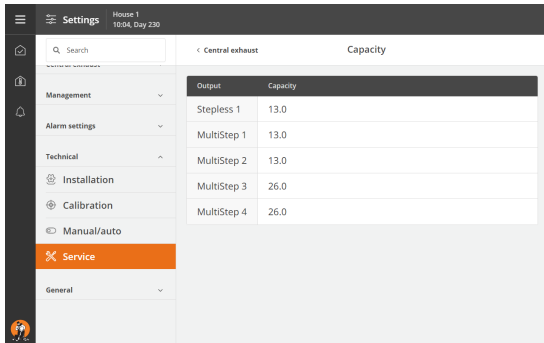 Settings
House 1
10:04, Day 230
Search
Central exhaust
Management
Alarm settings
Technical
Installation
Calibration
Manual/auto
Service
General
< Central exhaust
Capacity
Output Capacity
Stepless 1 13.0
MultiStep 1 13.0
MultiStep 2 13.0
MultiStep 3 26.0
MultiStep 4 26.0